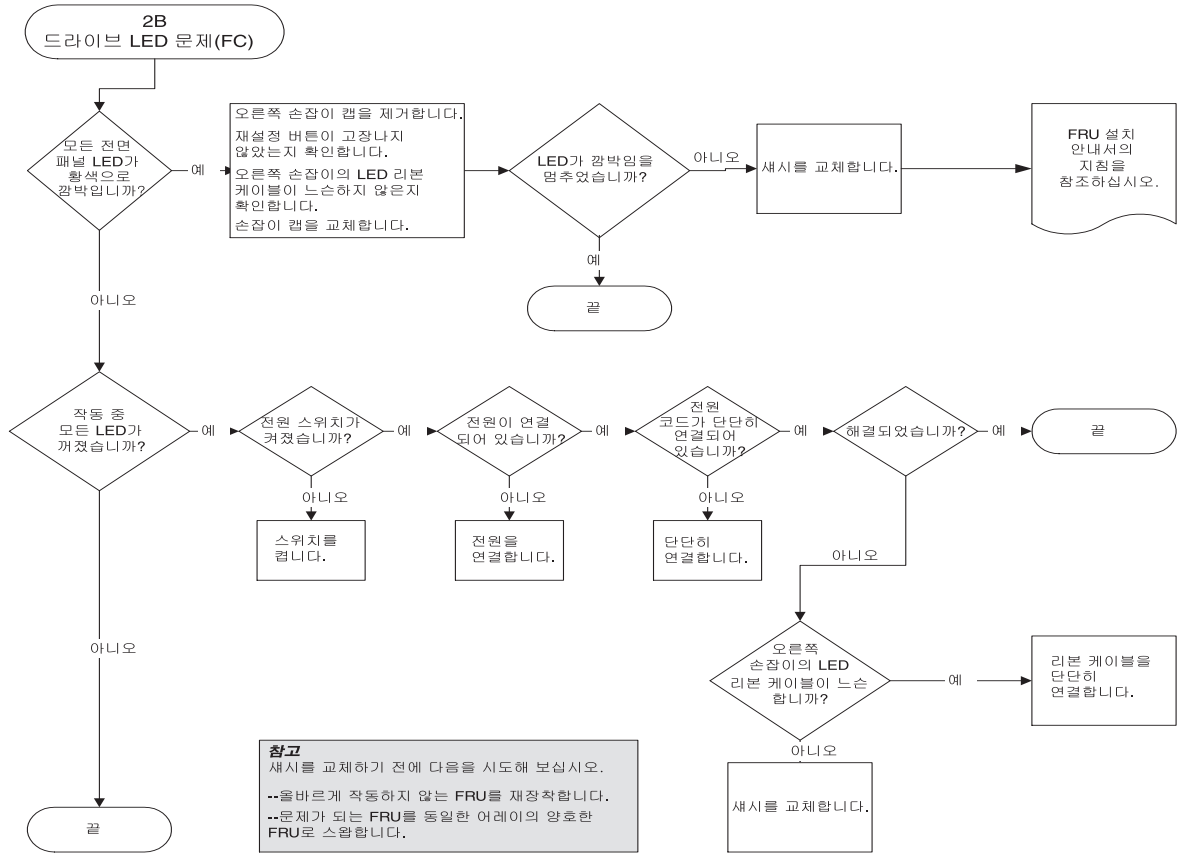 2B
드라이브 LED 문제(FC)
모든 전면
패널 LED가
황색으로
깜박입니까?
예
오른쪽 손잡이 캡을 제거합니다.
재설정 버튼이 고장나지
않았는지 확인합니다.
오른쪽 손잡이의 LED 리본
케이블이 느슨하지 않은지
확인합니다.
손잡이 캡을 교체합니다.
LED가 깜박임을
멈추었습니까?
아니오
섀시를 교체합니다.
FRU 설치
안내서의
지침을
참조하십시오.
예
끝
아니오
작동 중
모든 LED가
꺼졌습니까?
예
전원 스위치가
켜졌습니까?
예
전원이 연결
되어 있습니까?
예
전원
코드가 단단히
연결되어
있습니까?
예
해결되었습니까?
예
끝
아니오
스위치를
켭니다.
아니오
전원을
연결합니다.
아니오
단단히
연결합니다.
아니오
오른쪽
손잡이의 LED
리본 케이블이 느슨
합니까?
예
리본 케이블을
단단히
연결합니다.
아니오
섀시를 교체합니다.
아니오
끝
참고
섀시를 교체하기 전에 다음을 시도해 보십시오.
--올바르게 작동하지 않는 FRU를 재장착합니다.
--문제가 되는 FRU를 동일한 어레이의 양호한
FRU로 스왑합니다.